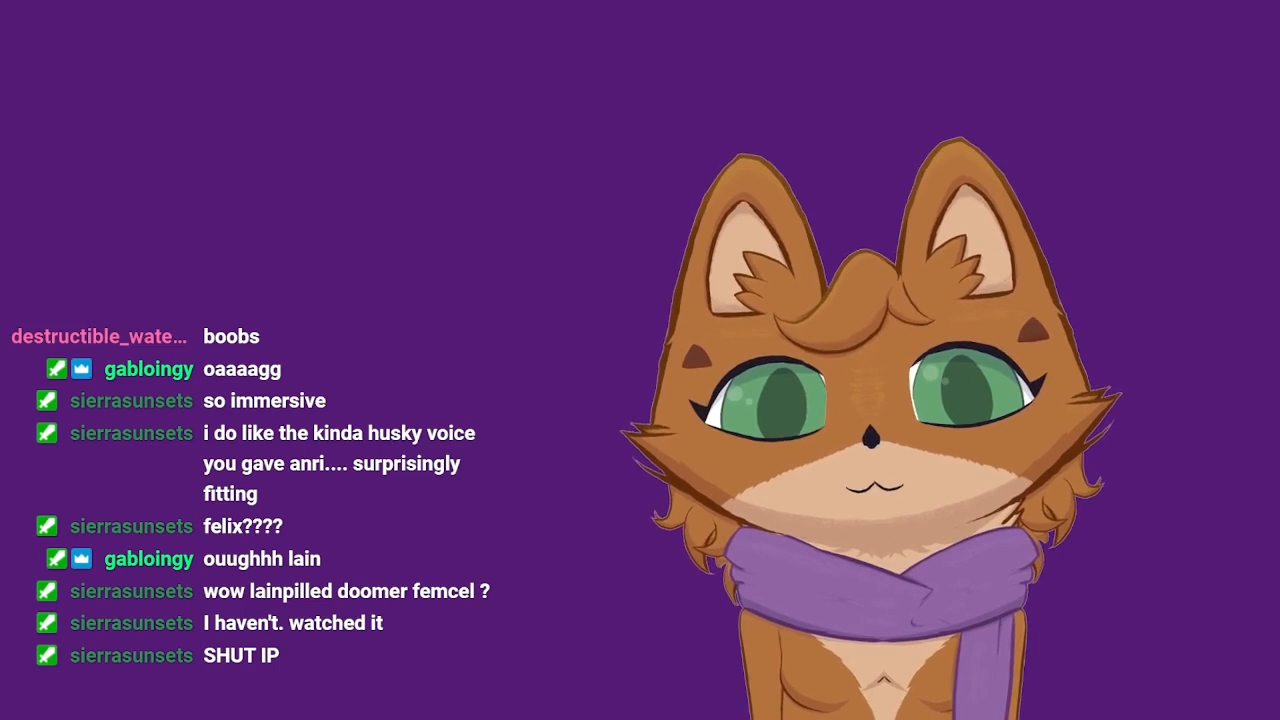 destructible_wate... boobs
gabloingy oaaaagg
sierrasunsets so immersive
sierrasunsets i do like the kinda husky voice
you gave anri.... surprisingly
fitting
sierrasunsets felix????
gabloingy ouughhh lain
sierrasunsets wow lainpilled doomer femcel ?
sierrasunsets I haven't. watched it
sierrasunsets SHUT IP